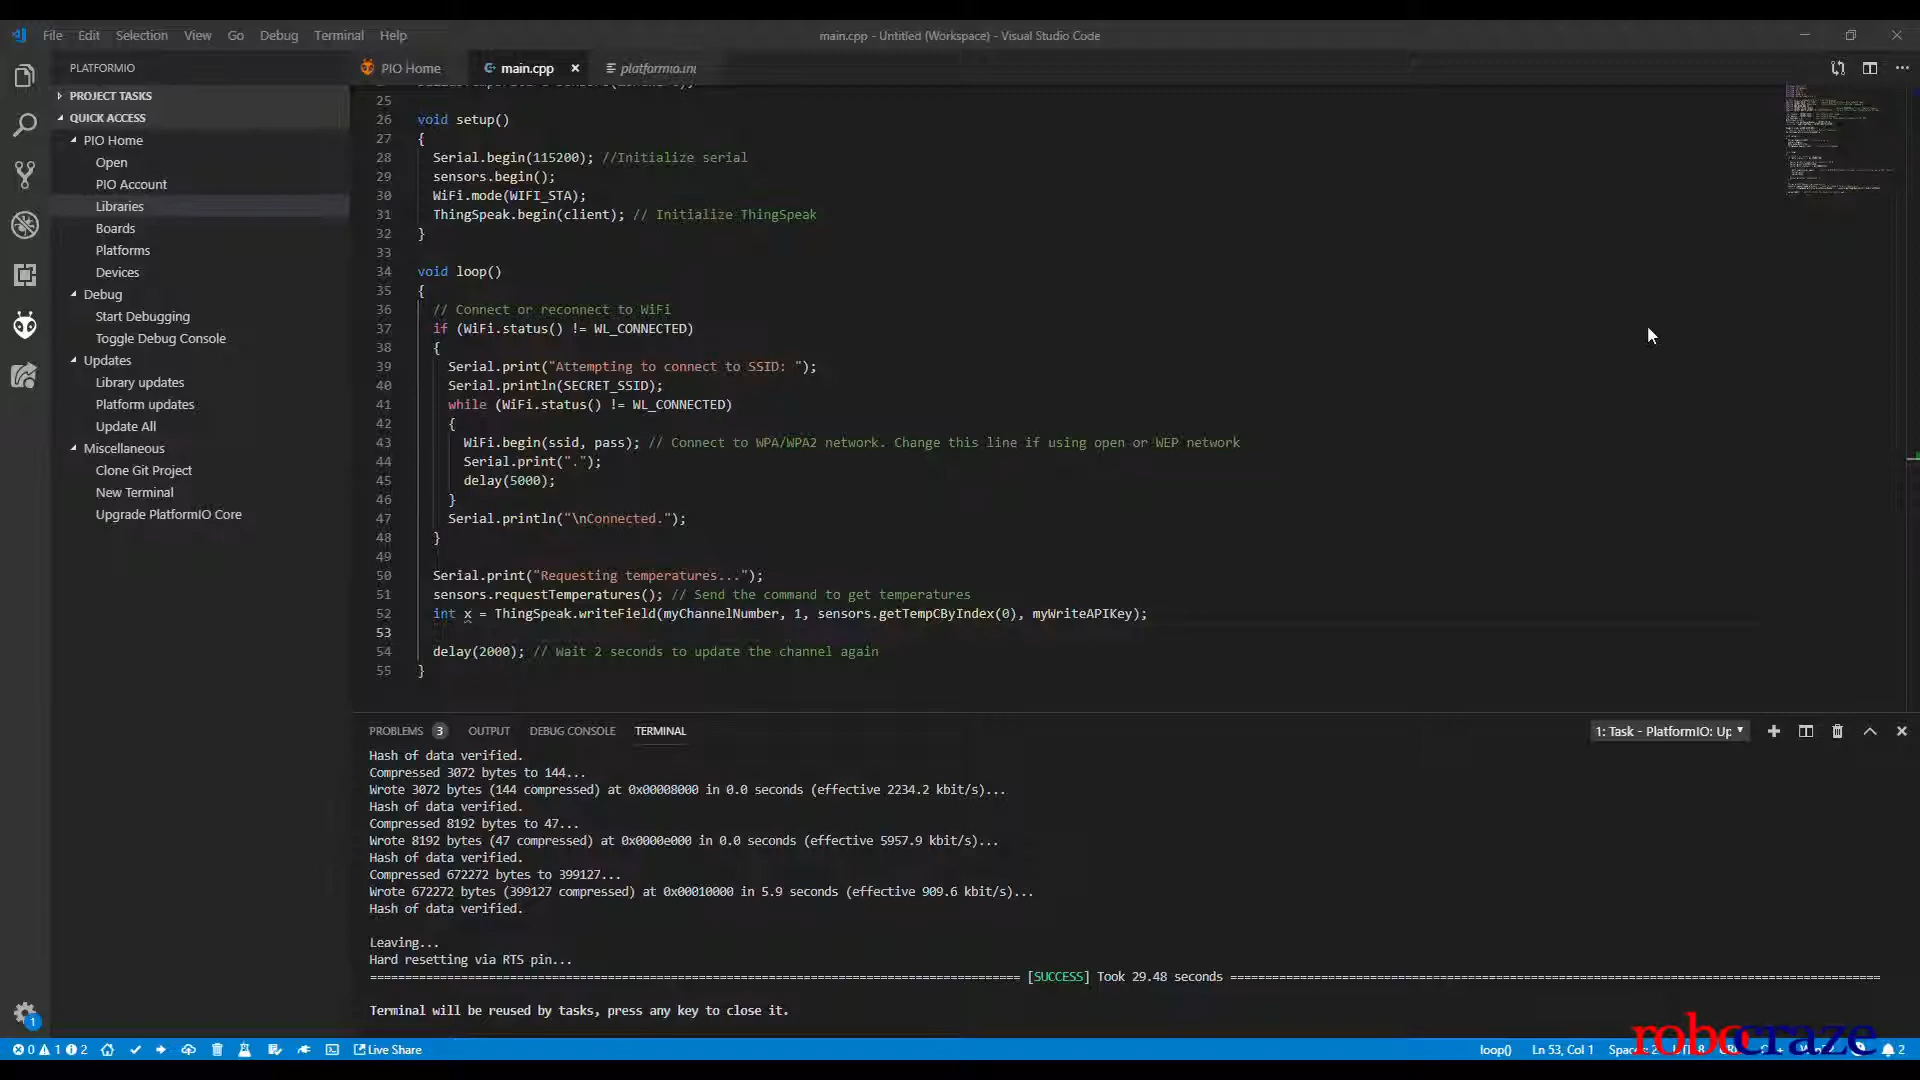 File Edit Selection View Go Debug Terminal Help
main.cpp - Untitled (Workspace) - Visual Studio Code
PLATFORMIO
PROJECT TASKS
QUICK ACCESS
PIO Home
Open
PIO Account
Libraries
Boards
Platforms
Devices
Debug
Start Debugging
Toggle Debug Console
Updates
Library updates
Platform updates
Update All
Miscellaneous
Clone Git Project
New Terminal
Upgrade PlatformIO Core
1
PIO Home main.cpp platformio.ini
25
26 void setup()
27 {
28 Serial.begin(115200); //Initialize serial
29 sensors.begin();
30 WiFi.mode(WIFI_STA);
31 ThingSpeak.begin(client); // Initialize ThingSpeak
32 }
33
34 void loop()
35 {
36 // Connect or reconnect to WiFi
37 if (WiFi.status() != WL_CONNECTED)
38 {
39 Serial.print("Attempting to connect to SSID: ");
40 Serial.println(SECRET_SSID);
41 while (WiFi.status() != WL_CONNECTED)
42 {
43 WiFi.begin(ssid, pass); // Connect to WPA/WPA2 network. Change this line if using open or WEP network
44 Serial.print(".");
45 delay(5000);
46 }
47 Serial.println("\nConnected.");
48 }
49
50 Serial.print("Requesting temperatures...");
51 sensors.requestTemperatures(); // Send the command to get temperatures
52 int x = ThingSpeak.writeField(myChannelNumber, 1, sensors.getTempCByIndex(0), myWriteAPIKey);
53
54 delay(2000); // Wait 2 seconds to update the channel again
55 }
PROBLEMS 3 OUTPUT DEBUG CONSOLE TERMINAL
1: Task - PlatformIO: Up
Hash of data verified.
Compressed 3072 bytes to 144...
Wrote 3072 bytes (144 compressed) at 0x00008000 in 0.0 seconds (effective 2234.2 kbit/s)...
Hash of data verified.
Compressed 8192 bytes to 47...
Wrote 8192 bytes (47 compressed) at 0x0000e000 in 0.0 seconds (effective 5957.9 kbit/s)...
Hash of data verified.
Compressed 672272 bytes to 399127...
Wrote 672272 bytes (399127 compressed) at 0x00010000 in 5.9 seconds (effective 909.6 kbit/s)...
Hash of data verified.
Leaving...
Hard resetting via RTS pin...
============ [SUCCESS] Took 29.48 seconds ============
Terminal will be reused by tasks, press any key to close it.
robocraze
0 1 2 Live Share loop() Ln 53, Col 1 2